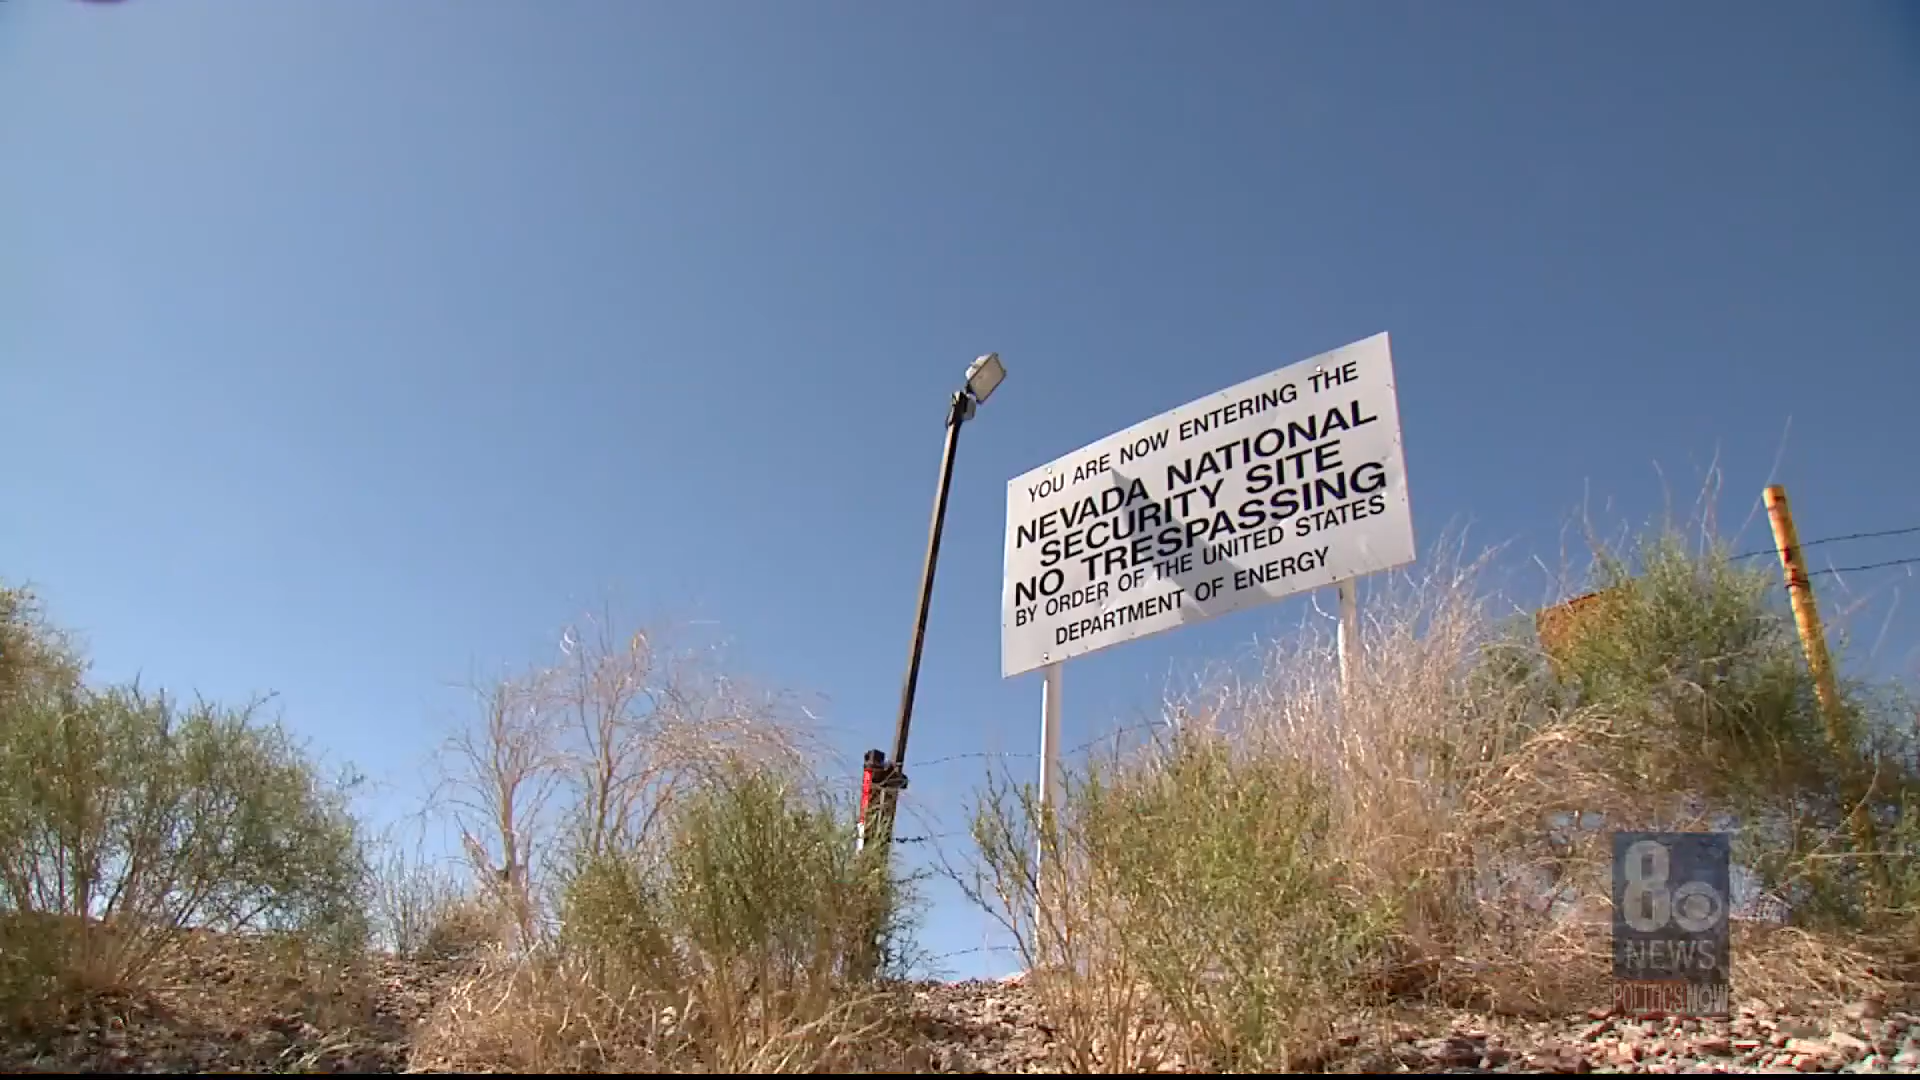 YOU ARE NOW ENTERING THE
NEVADA NATIONAL
SECURITY SITE
NO TRESPASSING
BY ORDER OF THE UNITED STATES
DEPARTMENT OF ENERGY
8
NEWS
POLITICS NOW